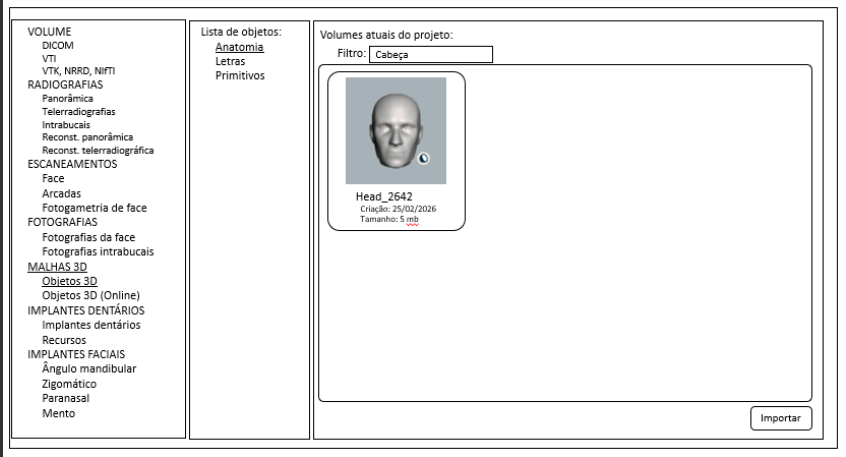 VOLUME
DICOM
VTI
VTK, NRRD, NIfTI
RADIOGRAFIAS
Panorâmica
Telerradiografias
Intrabucais
Reconst. panorâmica
Reconst. telerradiográfica
ESCANEAMENTOS
Face
Arcadas
Fotogametria de face
FOTOGRAFIAS
Fotografias da face
Fotografias intrabucais
MALHAS 3D
Objetos 3D
Objetos 3D (Online)
IMPLANTES DENTÁRIOS
Implantes dentários
Recursos
IMPLANTES FACIAIS
Ângulo mandibular
Zigomático
Paranasal
Mento
Lista de objetos:
Anatomia
Letras
Primitivos
Volumes atuais do projeto:
Filtro: Cabeça
Head_2642
Criação: 25/02/2026
Tamanho: 5 mb
Importar